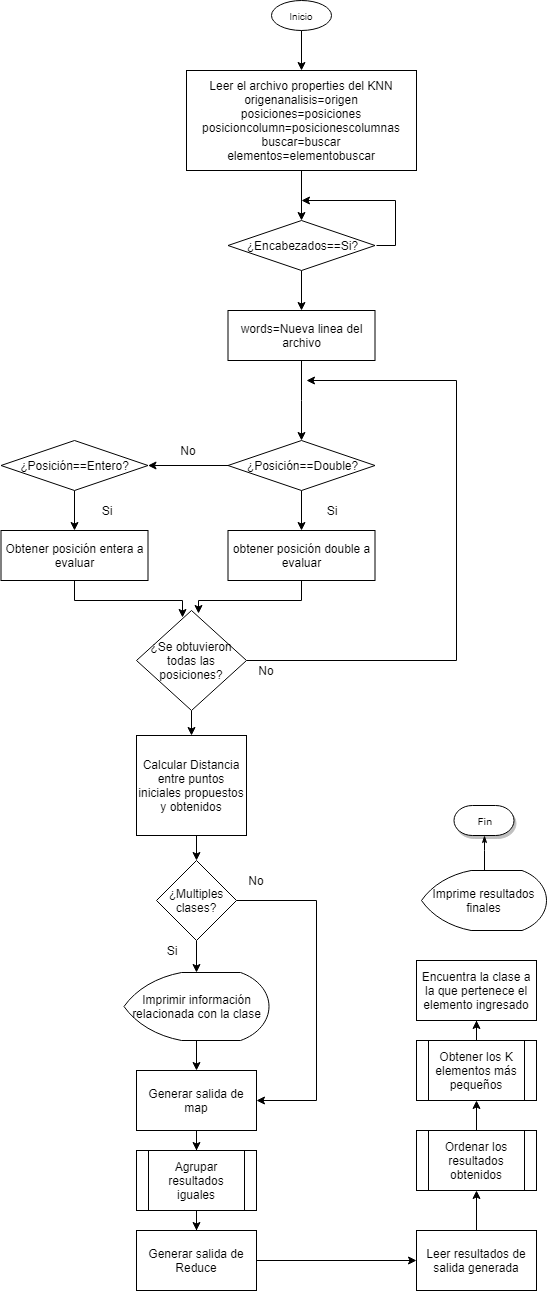 Inicio
Leer el archivo properties del KNN
origenanalisis=origen
posiciones=posiciones
posicioncolumn=posicionescolumnas
buscar=buscar
elementos=elementobuscar
¿Encabezados==Si?
words=Nueva linea del
archivo
¿Posición==Entero?
No
¿Posición==Double?
Si
Si
Obtener posición entera a
evaluar
obtener posición double a
evaluar
¿Se obtuvieron
todas las
posiciones?
No
Calcular Distancia
entre puntos
iniciales propuestos
y obtenidos
¿Multiples
clases?
No
Si
Imprimir información
relacionada con la clase
Generar salida de
map
Agrupar
resultados
iguales
Generar salida de
Reduce
Leer resultados de
salida generada
Ordenar los
resultados
obtenidos
Obtener los K
elementos más
pequeños
Encuentra la clase a
la que pertenece el
elemento ingresado
Imprime resultados
finales
Fin